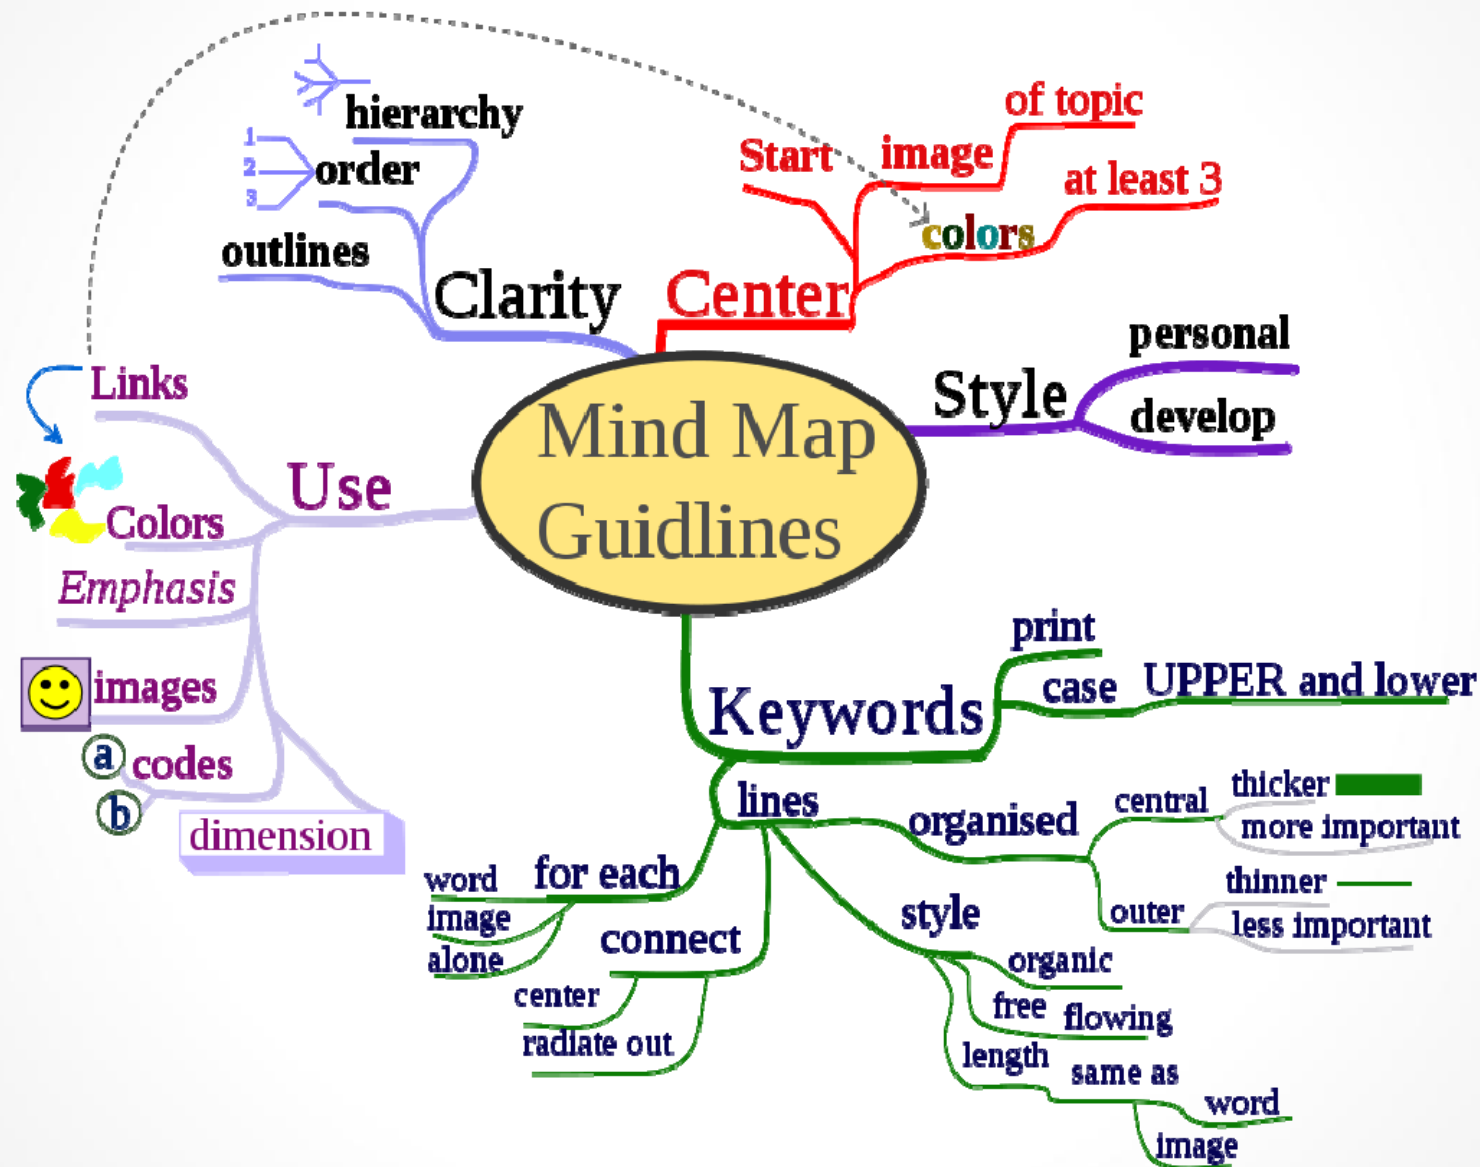 Mind Map
Guidlines
Clarity
hierarchy
order
1
2
3
outlines
Center
Start
image
of topic
colors
at least 3
Style
personal
develop
Keywords
print
case
UPPER and lower
lines
organised
central
thicker
more important
outer
thinner
less important
style
organic
free flowing
length
same as
word
image
connect
center
radiate out
for each
word
image
alone
Use
Links
Colors
Emphasis
images
a
codes
b
dimension